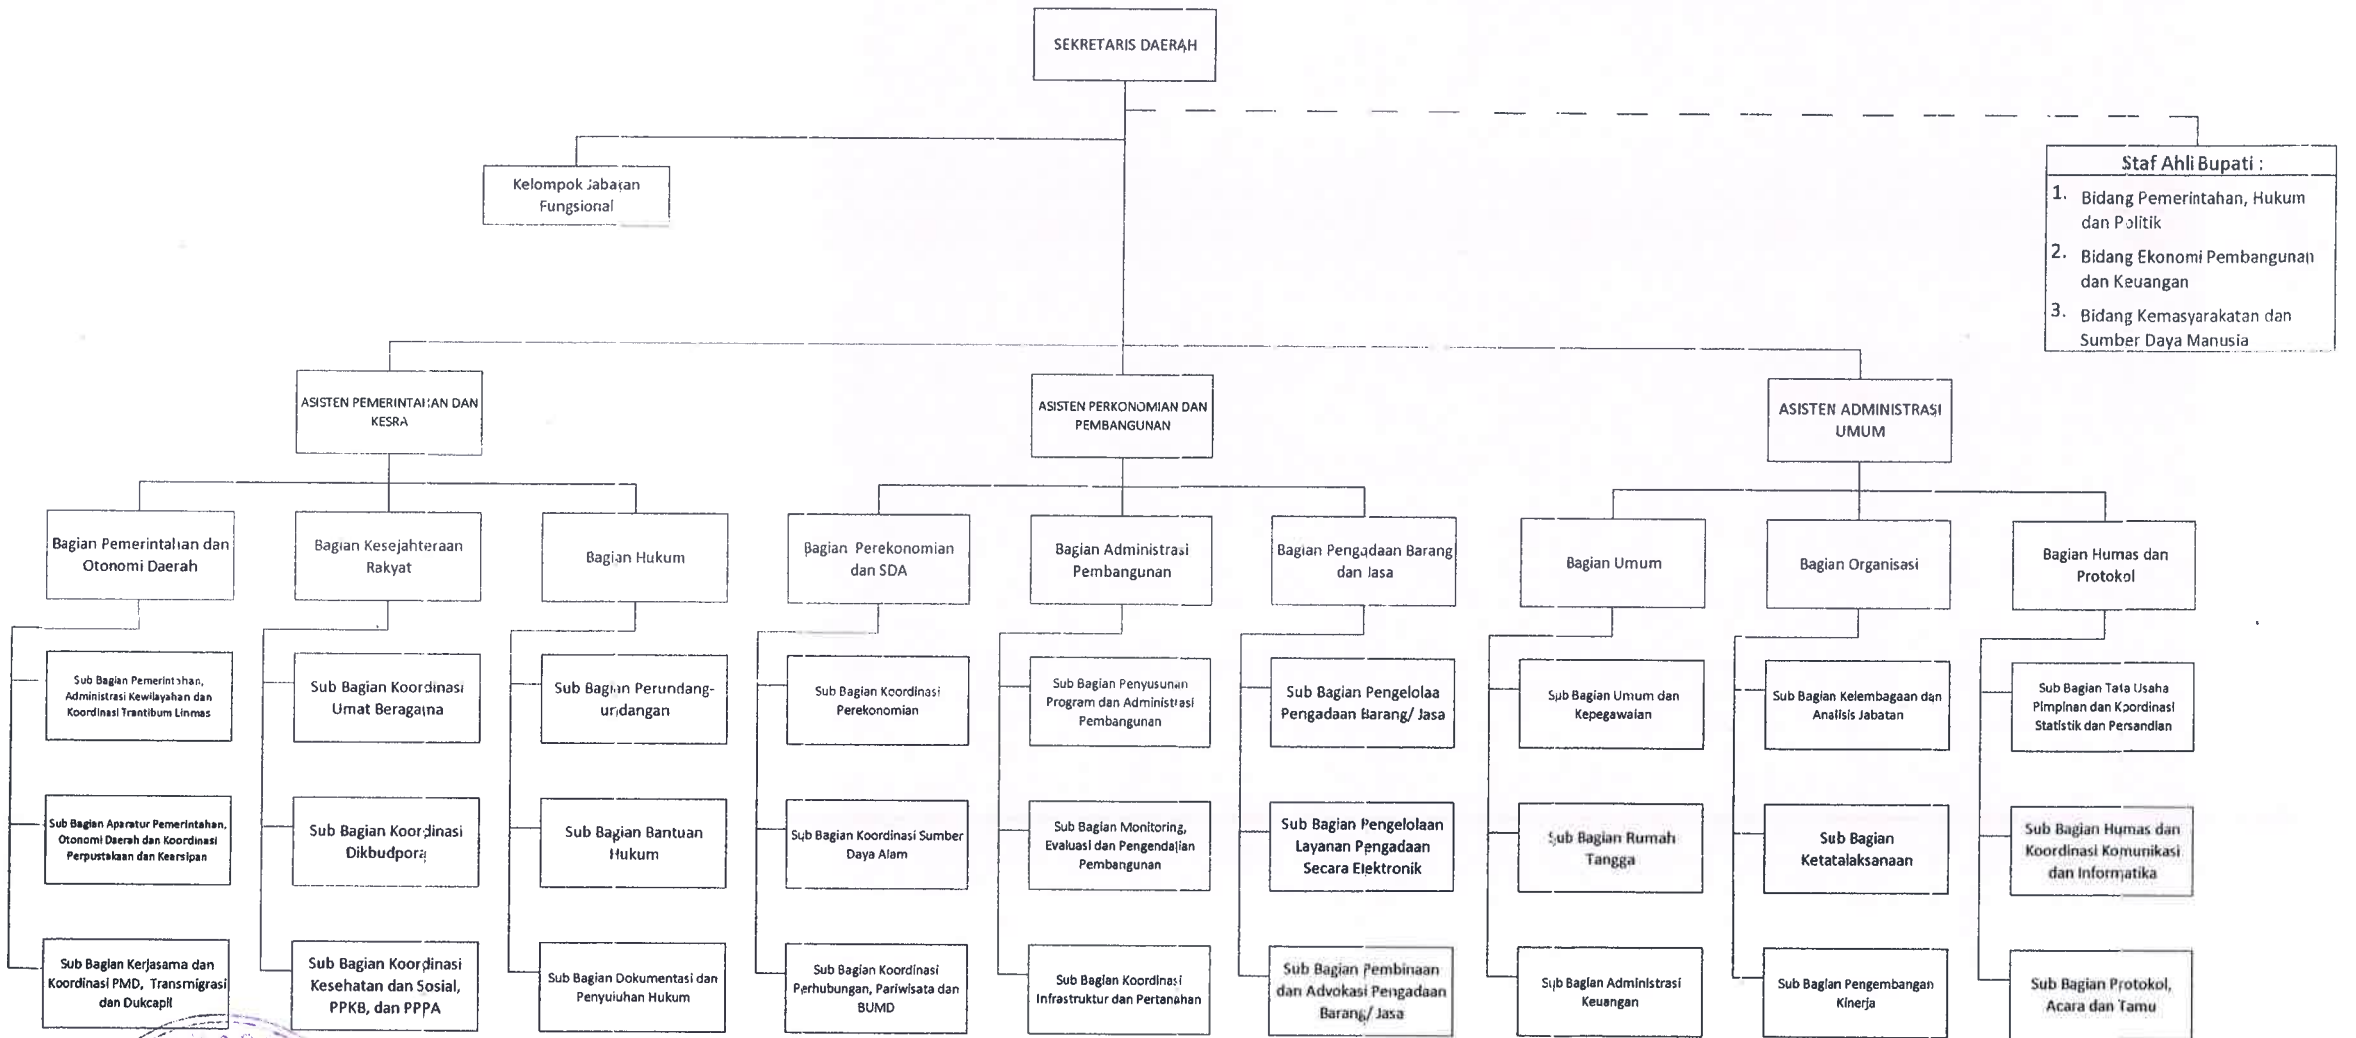 SEKRETARIS DAERAH
Kelompok Jabatan
Fungsional
Staf Ahli Bupati :
1. Bidang Pemerintahan, Hukum
dan Politik
2. Bidang Ekonomi Pembangunan
dan Keuangan
3. Bidang Kemasyarakatan dan
Sumber Daya Manusia
ASISTEN PEMERINTAHAN DAN
KESRA
ASISTEN PERKONOMIAN DAN
PEMBANGUNAN
ASISTEN ADMINISTRASI
UMUM
Bagian Pemerintahan dan
Otonomi Daerah
Bagian Kesejahteraan
Rakyat
Bagian Hukum
Bagian Perekonomian
dan SDA
Bagian Administrasi
Pembangunan
Bagian Pengadaan Barang
dan Jasa
Bagian Umum
Bagian Organisasi
Bagian Humas dan
Protokol
Sub Bagian Pemerintahan,
Administrasi Kewilayahan dan
Koordinasi Trantibum Linmas
Sub Bagian Koordinasi
Umat Beragama
Sub Bagian Perundang-
undangan
Sub Bagian Koordinasi
Perekonomian
Sub Bagian Penyusunan
Program dan Administrasi
Pembangunan
Sub Bagian Pengelolaa
Pengadaan Barang/ Jasa
Sub Bagian Umum dan
Kepegawaian
Sub Bagian Kelembagaan dan
Analisis Jabatan
Sub Bagian Tata Usaha
Pimpinan dan Koordinasi
Statistik dan Persandian
Sub Bagian Aparatur Pemerintahan,
Otonomi Daerah dan Koordinasi
Perpustakaan dan Kearsipan
Sub Bagian Koordinasi
Dikbudpora
Sub Bagian Bantuan
Hukum
Sub Bagian Koordinasi Sumber
Daya Alam
Sub Bagian Monitoring,
Evaluasi dan Pengendalian
Pembangunan
Sub Bagian Pengelolaan
Layanan Pengadaan
Secara Elektronik
Sub Bagian Rumah
Tangga
Sub Bagian
Ketatalaksanaan
Sub Bagian Humas dan
Koordinasi Komunikasi
dan Informatika
Sub Bagian Kerjasama dan
Koordinasi PMD, Transmigrasi
dan Dukcapil
Sub Bagian Koordinasi
Kesehatan dan Sosial,
PPKB, dan PPPA
Sub Bagian Dokumentasi dan
Penyuluhan Hukum
Sub Bagian Koordinasi
Perhubungan, Pariwisata dan
BUMD
Sub Bagian Koordinasi
Infrastruktur dan Pertanahan
Sub Bagian Pembinaan
dan Advokasi Pengadaan
Barang/ Jasa
Sub Bagian Administrasi
Keuangan
Sub Bagian Pengembangan
Kinerja
Sub Bagian Protokol,
Acara dan Tamu